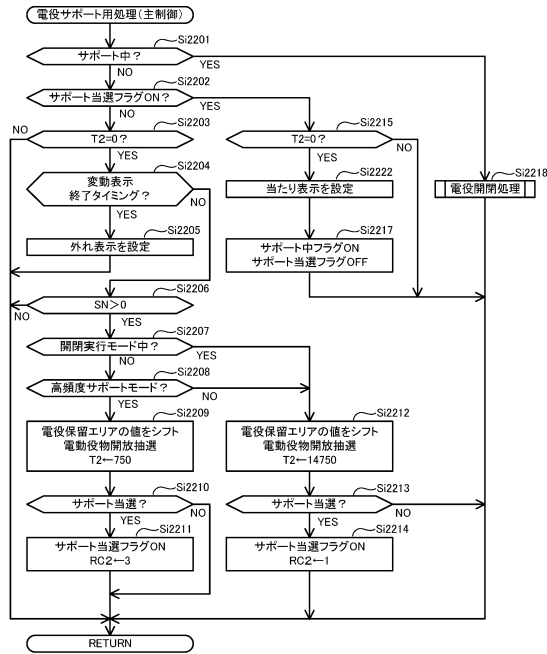 電役サポート用処理(主制御)
Si2201
サポート中？
YES
NO
Si2202
サポート当選フラグON？
YES
NO
Si2203
NO
T2=0？
YES
Si2215
T2=0？
NO
YES
Si2204
変動表示
終了タイミング？
NO
YES
Si2222
当たり表示を設定
Si2218
電役開閉処理
Si2205
外れ表示を設定
Si2217
サポート中フラグON
サポート当選フラグOFF
Si2206
SN>0
NO
YES
Si2207
開閉実行モード中？
YES
NO
Si2208
高頻度サポートモード？
NO
YES
Si2209
電役保留エリアの値をシフト
電動役物開放抽選
T2←750
Si2212
電役保留エリアの値をシフト
電動役物開放抽選
T2←14750
Si2210
サポート当選？
NO
YES
Si2213
サポート当選？
NO
YES
Si2211
サポート当選フラグON
RC2←3
Si2214
サポート当選フラグON
RC2←1
RETURN